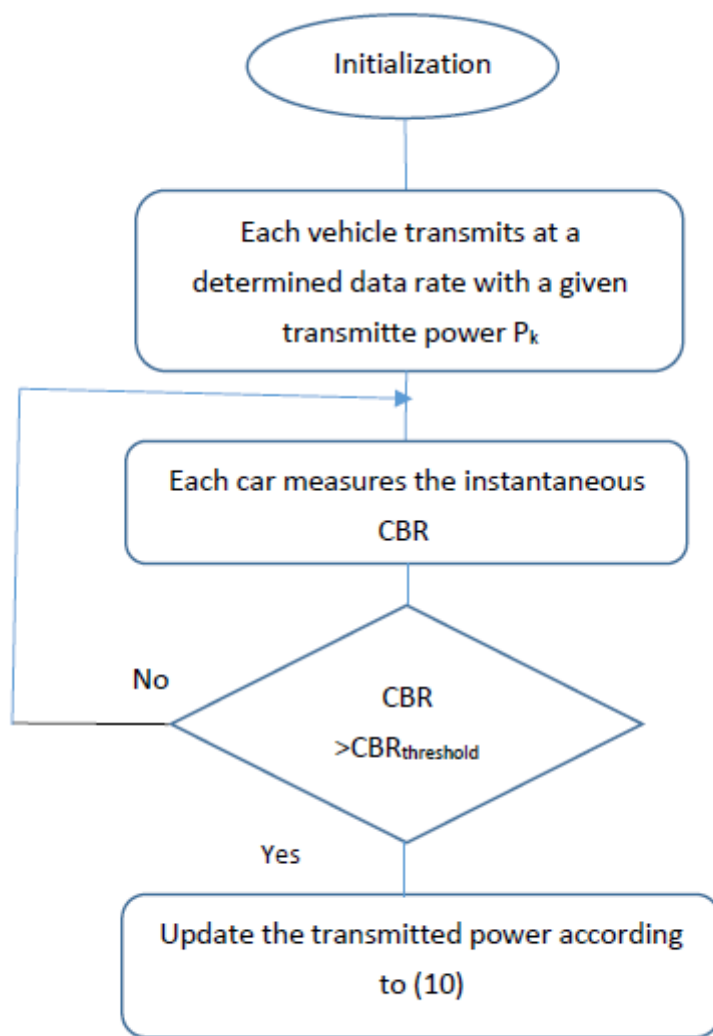 Initialization
Each vehicle transmits at a
determined data rate with a given
transmitte power Pₖ
Each car measures the instantaneous
CBR
No
CBR
>CBRthreshold
Yes
Update the transmitted power according
to (10)